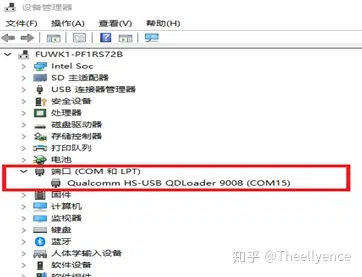 设备管理器
文件(F) 操作(A) 查看(V) 帮助(H)
FUWK1-PF1RS72B
Intel Soc
SD 主适配器
USB 连接器管理器
安全设备
处理器
磁盘驱动器
存储控制器
打印队列
电池
端口 (COM 和 LPT)
Qualcomm HS-USB QDLoader 9008 (COM15)
固件
计算机
监视器
键盘
蓝牙
人体学输入设备
软件设备
知乎 @Theellyence